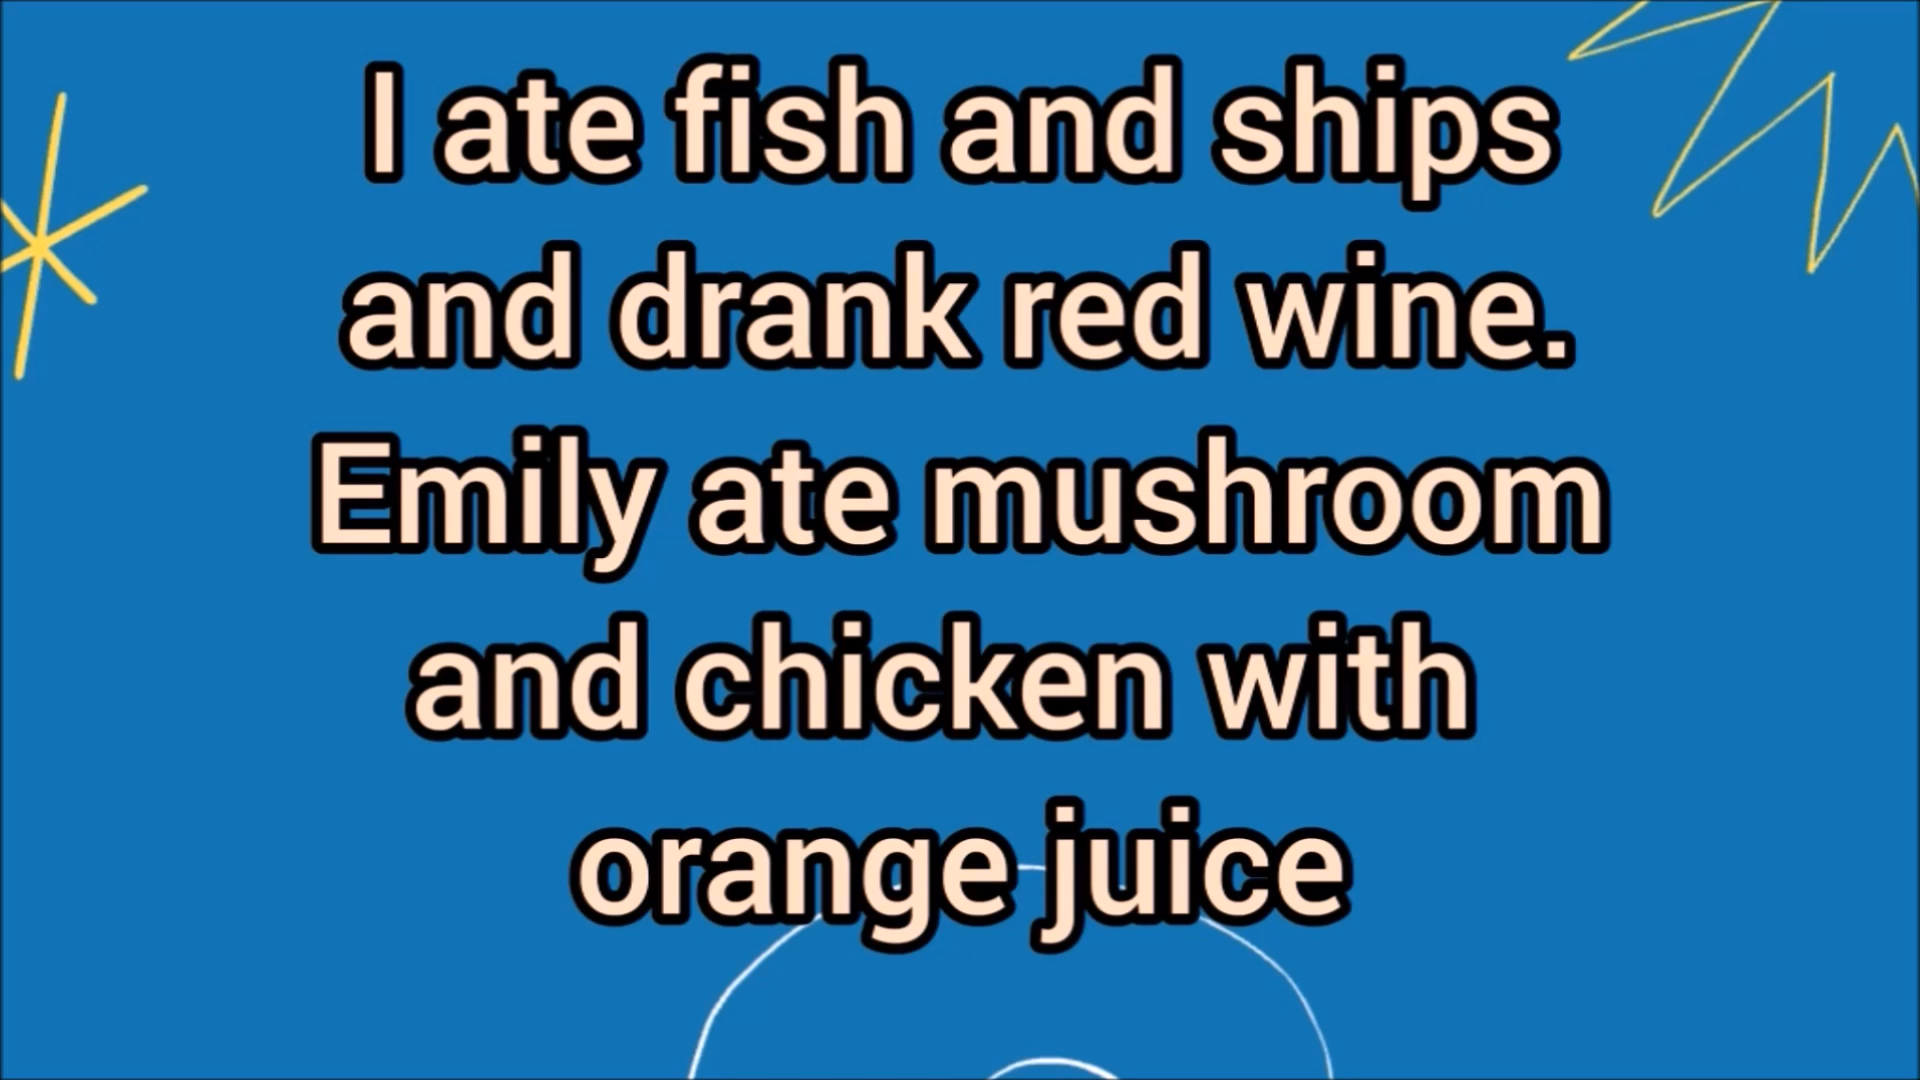 I ate fish and ships
and drank red wine.
Emily ate mushroom
and chicken with
orange juice